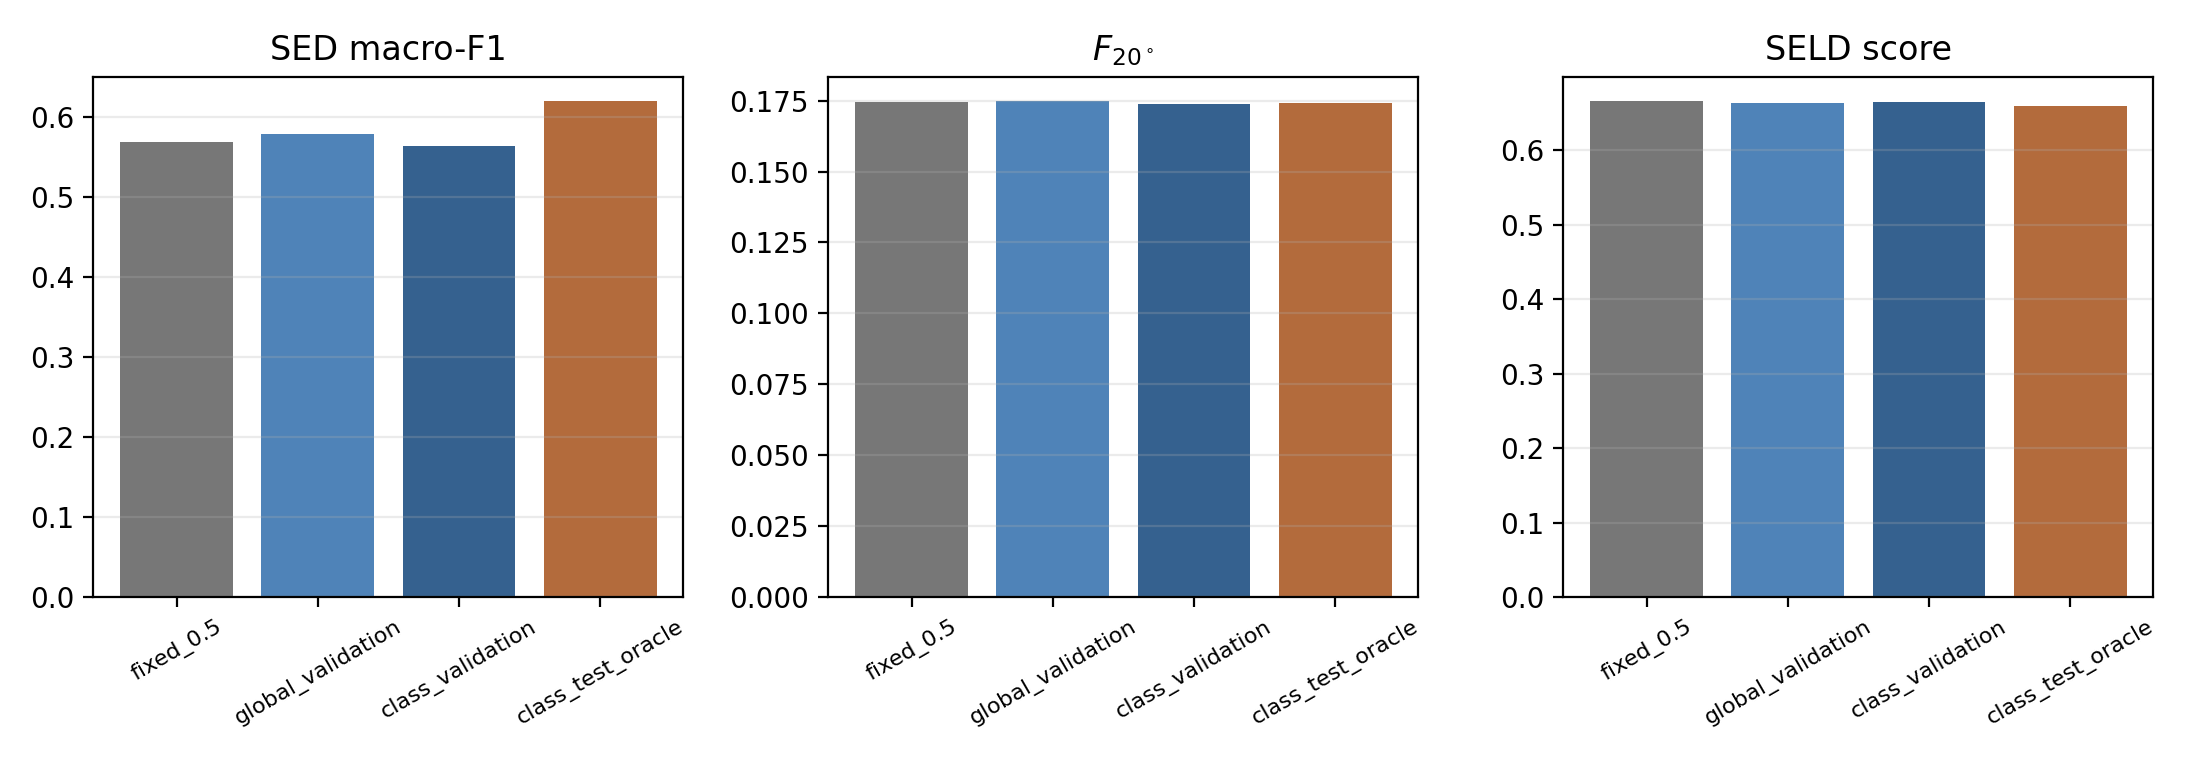 SED macro-F1
0.6
0.5
0.4
0.3
0.2
0.1
0.0
fixed_0.5
global_validation
class_validation
class_test_oracle
F20°
0.175
0.150
0.125
0.100
0.075
0.050
0.025
0.000
fixed_0.5
global_validation
class_validation
class_test_oracle
SELD score
0.6
0.5
0.4
0.3
0.2
0.1
0.0
fixed_0.5
global_validation
class_validation
class_test_oracle